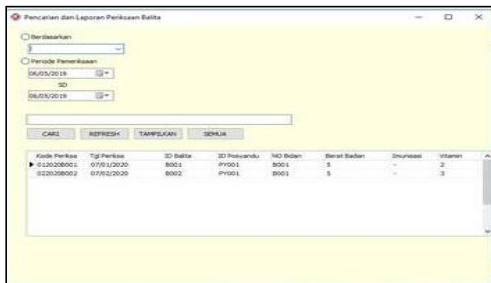 Pencarian dan Laporan Periksaan Balita
Berdasarkan
Periode Pemeriksaan
06/05/2019
SD
06/05/2019
CARI REFRESH TAMPILKAN SEMUA
Kode Periksa Tgl Periksa ID Balita ID Posyandu NO Bidan Berat Badan Imunisasi Vitamin
012020B001 07/01/2020 B001 PY001 B001 5 - 2
022020B002 07/02/2020 B002 PY001 B001 5 - 3